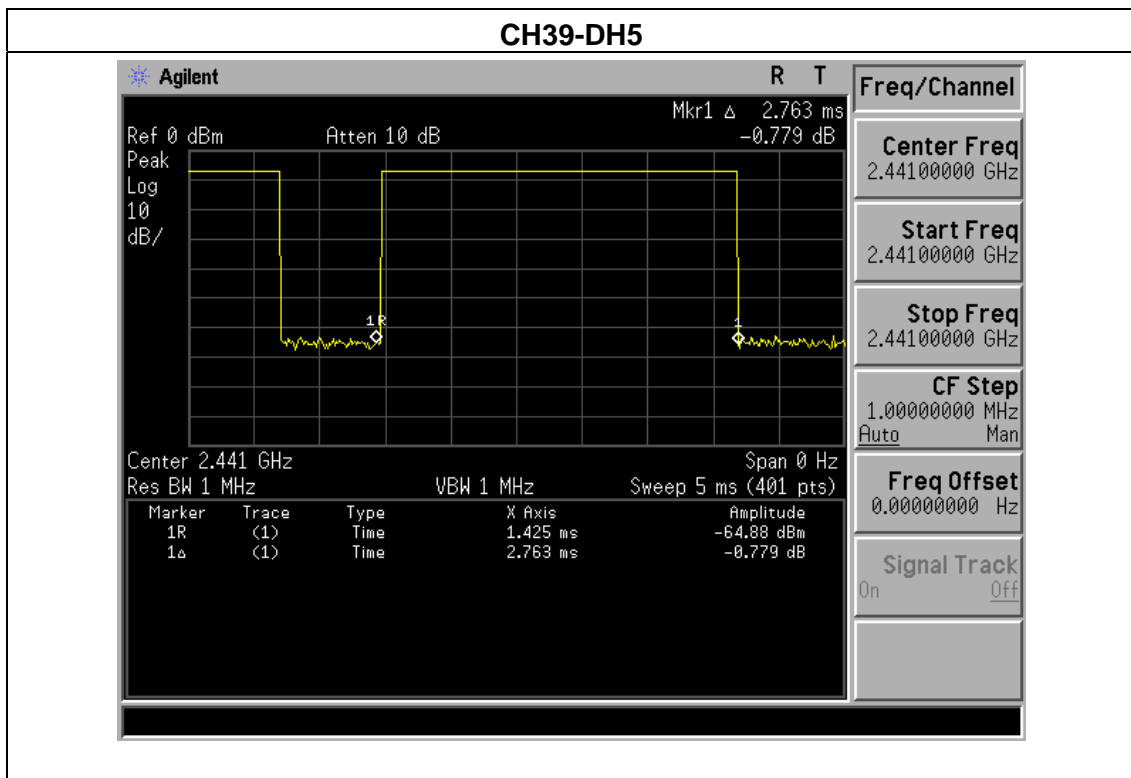 CH39-DH5
Agilent R T
Mkr1 Δ 2.763 ms
Ref 0 dBm Atten 10 dB -0.779 dB
Peak
Log
10
dB/
1R
1
Center 2.441 GHz Span 0 Hz
Res BW 1 MHz VBW 1 MHz Sweep 5 ms (401 pts)
Marker Trace Type X Axis Amplitude
1R (1) Time 1.425 ms -64.88 dBm
1Δ (1) Time 2.763 ms -0.779 dB
Freq/Channel
Center Freq
2.44100000 GHz
Start Freq
2.44100000 GHz
Stop Freq
2.44100000 GHz
CF Step
1.00000000 MHz
Auto Man
Freq Offset
0.00000000 Hz
Signal Track
On Off